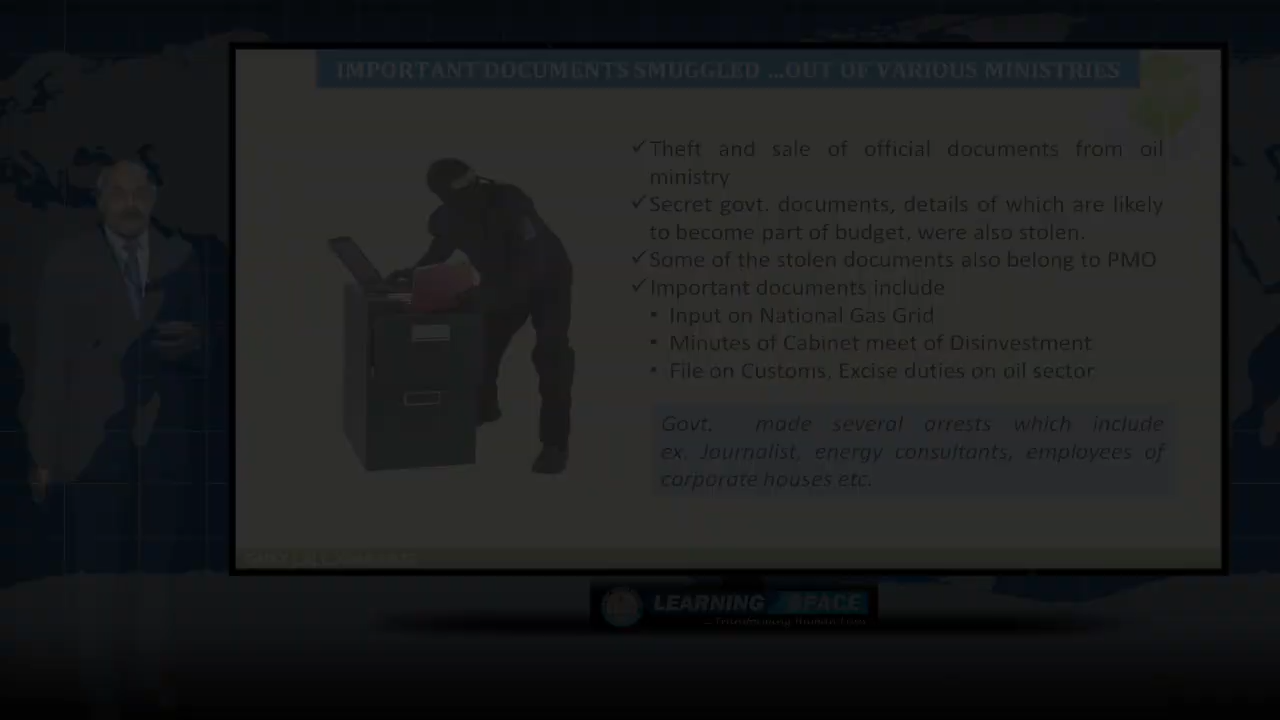 IMPORTANT DOCUMENTS SMUGGLED ...OUT OF VARIOUS MINISTRIES
✓Theft and sale of official documents from oil
ministry
✓Secret govt. documents, details of which are likely
to become part of budget, were also stolen.
✓Some of the stolen documents also belong to PMO
✓Important documents include
• Input on National Gas Grid
• Minutes of Cabinet meet of Disinvestment
• File on Customs, Excise duties on oil sector
Govt. made several arrests which include
ex. Journalist, energy consultants, employees of
corporate houses etc.
LEARNING SPACE